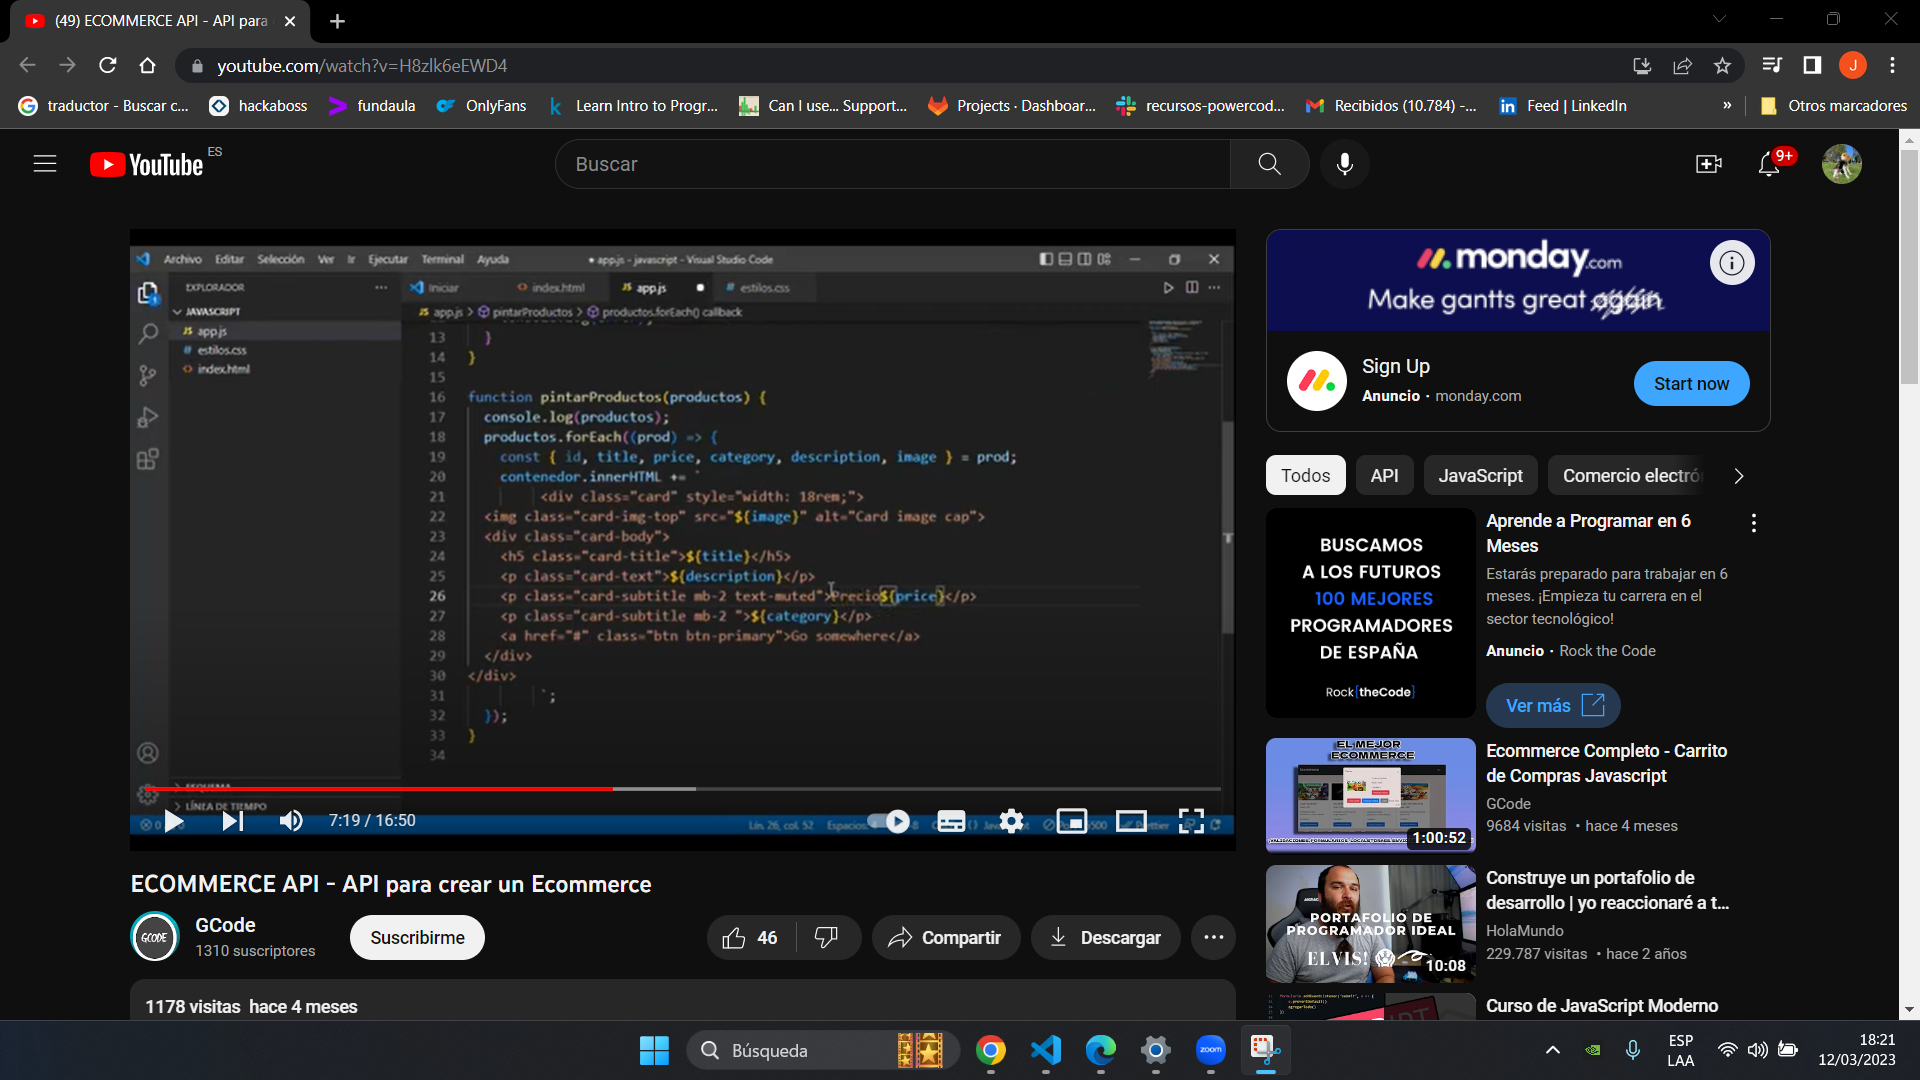 (49) ECOMMERCE API - API para
youtube.com/watch?v=H8zlk6eEWD4
traductor - Buscar c...
hackaboss
fundaula
OnlyFans
Learn Intro to Progr...
Can I use... Support...
Projects · Dashboar...
recursos-powercod...
Recibidos (10.784) -...
Feed | LinkedIn
»
Otros marcadores
YouTube ES
Buscar
9+
Archivo Editar Selección Ver Ir Ejecutar Terminal Ayuda
● app.js - javascript - Visual Studio Code
EXPLORADOR
JAVASCRIPT
app.js
estilos.css
index.html
Iniciar
index.html
JS app.js
estilos.css
JS app.js > pintarProductos > productos.forEach() callback
13 }
14 }
15
16 function pintarProductos(productos) {
17 console.log(productos);
18 productos.forEach((prod) => {
19 const { id, title, price, category, description, image } = prod;
20 contenedor.innerHTML += `
21 <div class="card" style="width: 18rem;">
22 <img class="card-img-top" src="${image}" alt="Card image cap">
23 <div class="card-body">
24 <h5 class="card-title">${title}</h5>
25 <p class="card-text">${description}</p>
26 <p class="card-subtitle mb-2 text-muted">Precio${price}</p>
27 <p class="card-subtitle mb-2 ">${category}</p>
28 <a href="#" class="btn btn-primary">Go somewhere</a>
29 </div>
30 </div>
31 `;
32 });
33 }
34
ESQUEMA
LÍNEA DE TIEMPO
Lín. 26, col. 52
7:19 / 16:50
ECOMMERCE API - API para crear un Ecommerce
GCODE
GCode
1310 suscriptores
Suscribirme
46
Compartir
Descargar
1178 visitas hace 4 meses
monday.com
Make gantts great again
Sign Up
Anuncio · monday.com
Start now
Todos
API
JavaScript
Comercio electró
BUSCAMOS
A LOS FUTUROS
100 MEJORES
PROGRAMADORES
DE ESPAÑA
Rock{theCode}
Aprende a Programar en 6
Meses
Estarás preparado para trabajar en 6
meses. ¡Empieza tu carrera en el
sector tecnológico!
Anuncio · Rock the Code
Ver más
EL MEJOR
ECOMMERCE
1:00:52
Ecommerce Completo - Carrito
de Compras Javascript
GCode
9684 visitas · hace 4 meses
PORTAFOLIO DE
PROGRAMADOR IDEAL
ELVIS!
10:08
Construye un portafolio de
desarrollo | yo reaccionaré a t...
HolaMundo
229.787 visitas · hace 2 años
Curso de JavaScript Moderno
Búsqueda
zoom
ESP
LAA
18:21
12/03/2023